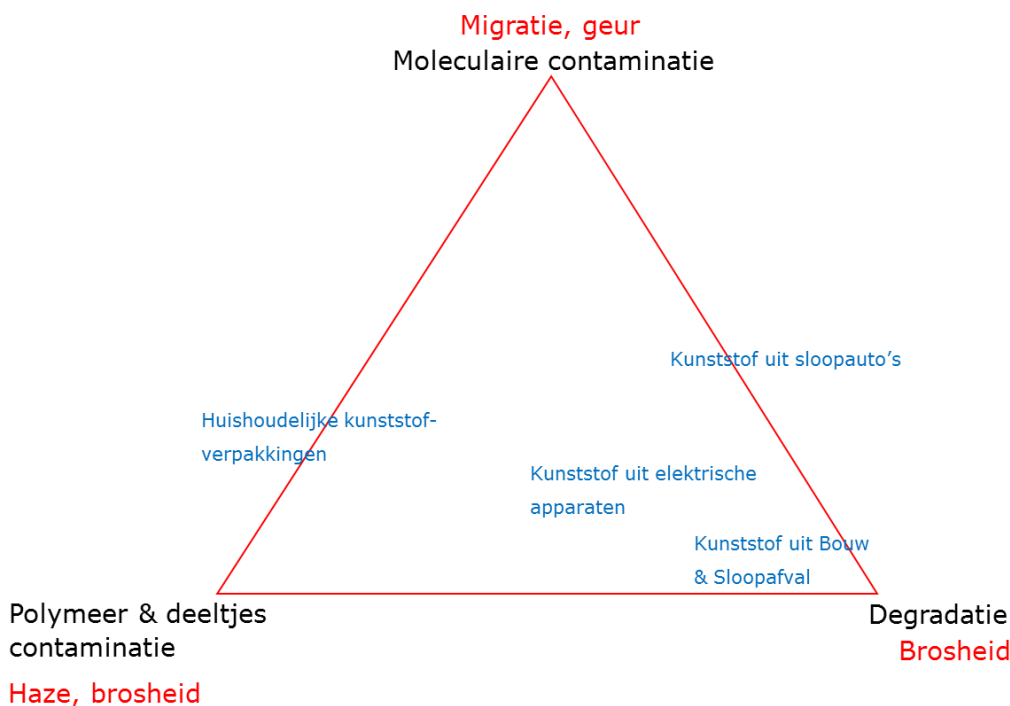 Migratie, geur
Moleculaire contaminatie
Kunststof uit sloopauto’s
Huishoudelijke kunststof-
verpakkingen
Kunststof uit elektrische
apparaten
Kunststof uit Bouw
& Sloopafval
Polymeer & deeltjes
contaminatie
Haze, brosheid
Degradatie
Brosheid